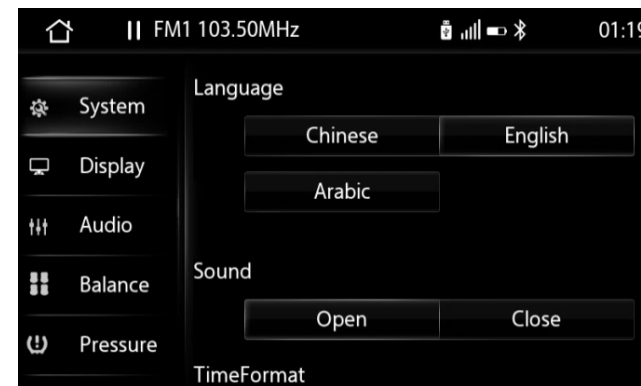 FM1 103.50MHz 01:19
System
Display
Audio
Balance
Pressure
Language
Chinese English
Arabic
Sound
Open Close
TimeFormat